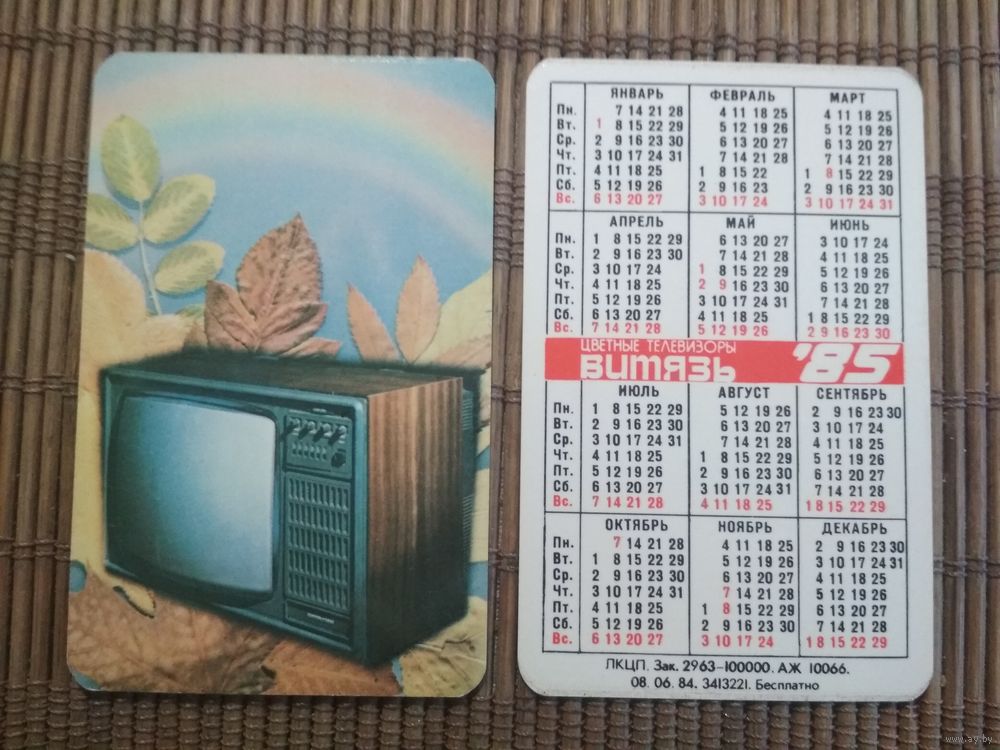 ЯНВАРЬ ФЕВРАЛЬ МАРТ
Пн. 7 14 21 28 4 11 18 25 4 11 18 25
Вт. 1 8 15 22 29 5 12 19 26 5 12 19 26
Ср. 2 9 16 23 30 6 13 20 27 6 13 20 27
Чт. 3 10 17 24 31 7 14 21 28 7 14 21 28
Пт. 4 11 18 25 1 8 15 22 1 8 15 22 29
Сб. 5 12 19 26 2 9 16 23 2 9 16 23 30
Вс. 6 13 20 27 3 10 17 24 3 10 17 24 31
АПРЕЛЬ МАЙ ИЮНЬ
Пн. 1 8 15 22 29 6 13 20 27 3 10 17 24
Вт. 2 9 16 23 30 7 14 21 28 4 11 18 25
Ср. 3 10 17 24 1 8 15 22 29 5 12 19 26
Чт. 4 11 18 25 2 9 16 23 30 6 13 20 27
Пт. 5 12 19 26 3 10 17 24 31 7 14 21 28
Сб. 6 13 20 27 4 11 18 25 1 8 15 22 29
Вс. 7 14 21 28 5 12 19 26 2 9 16 23 30
ЦВЕТНЫЕ ТЕЛЕВИЗОРЫ
ВИТЯЗЬ '85
ИЮЛЬ АВГУСТ СЕНТЯБРЬ
Пн. 1 8 15 22 29 5 12 19 26 2 9 16 23 30
Вт. 2 9 16 23 30 6 13 20 27 3 10 17 24
Ср. 3 10 17 24 31 7 14 21 28 4 11 18 25
Чт. 4 11 18 25 1 8 15 22 29 5 12 19 26
Пт. 5 12 19 26 2 9 16 23 30 6 13 20 27
Сб. 6 13 20 27 3 10 17 24 31 7 14 21 28
Вс. 7 14 21 28 4 11 18 25 1 8 15 22 29
ОКТЯБРЬ НОЯБРЬ ДЕКАБРЬ
Пн. 7 14 21 28 4 11 18 25 2 9 16 23 30
Вт. 1 8 15 22 29 5 12 19 26 3 10 17 24 31
Ср. 2 9 16 23 30 6 13 20 27 4 11 18 25
Чт. 3 10 17 24 31 7 14 21 28 5 12 19 26
Пт. 4 11 18 25 1 8 15 22 29 6 13 20 27
Сб. 5 12 19 26 2 9 16 23 30 7 14 21 28
Вс. 6 13 20 27 3 10 17 24 1 8 15 22 29
ЛКЦП. Зак. 2963–100000. АЖ 10066.
08. 06. 84. 3413221. Бесплатно
www.ay.by